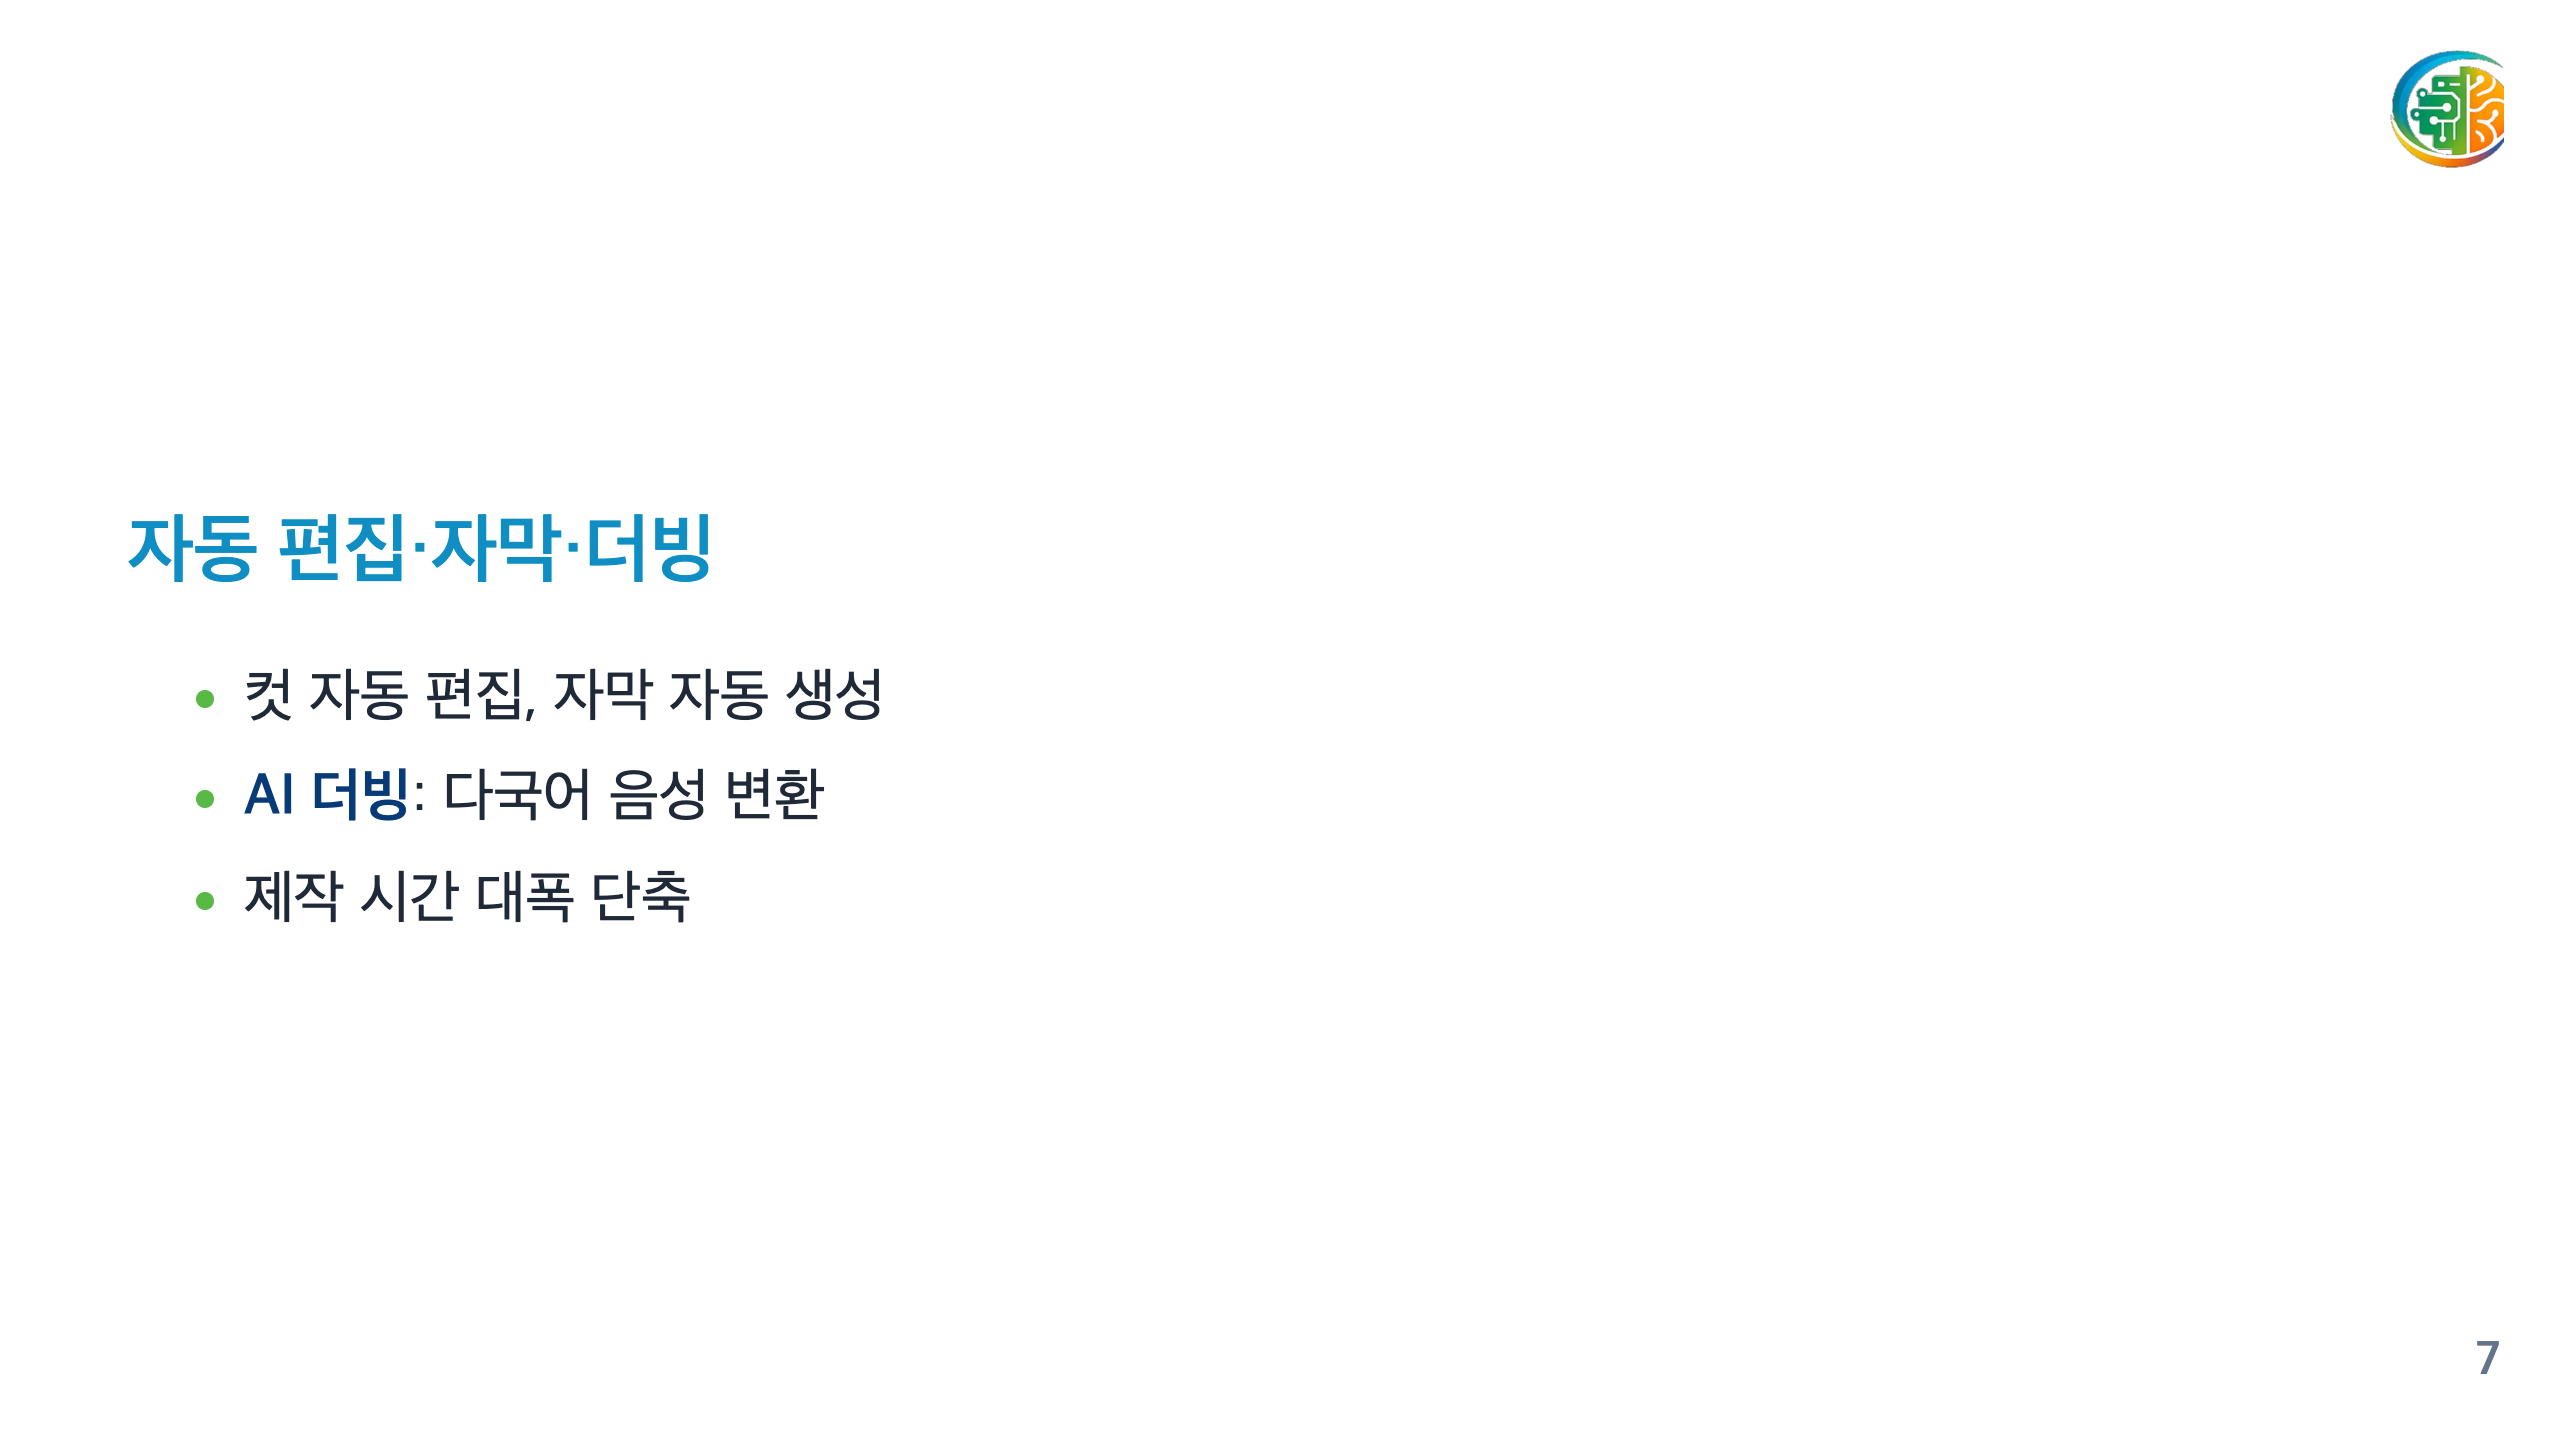 자동 편집·자막·더빙
• 컷 자동 편집, 자막 자동 생성
• AI 더빙: 다국어 음성 변환
• 제작 시간 대폭 단축
7